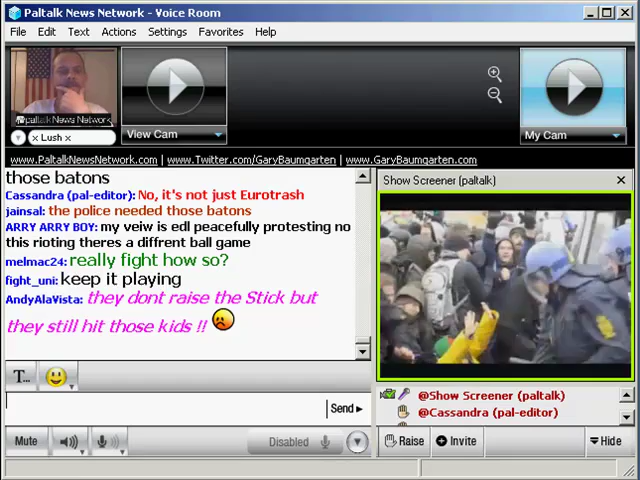 Paltalk News Network - Voice Room
File Edit Text Actions Settings Favorites Help
@paltalk News Network
x Lush x
View Cam
My Cam
www.PaltalkNewsNetwork.com | www.Twitter.com/GaryBaumgarten | www.GaryBaumgarten.com
those batons
Cassandra (pal-editor): No, it's not just Eurotrash
jainsal: the police needed those batons
ARRY ARRY BOY: my veiw is edl peacefully protesting no
this rioting theres a diffrent ball game
melmac24: really fight how so?
fight_uni: keep it playing
AndyAlaVista: they dont raise the Stick but
they still hit those kids !!
Show Screener (paltalk)
T...
Send
@Show Screener (paltalk)
@Cassandra (pal-editor)
Mute
Disabled
Raise
Invite
Hide